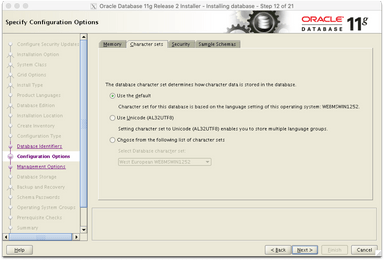 Oracle Database 11g Release 2 Installer - Installing database - Step 12 of 21
Specify Configuration Options
ORACLE
DATABASE 11g
Configure Security Updates
Installation Option
System Class
Grid Options
Install Type
Product Languages
Database Edition
Installation Location
Create Inventory
Configuration Type
Database Identifiers
Configuration Options
Management Options
Database Storage
Backup and Recovery
Schema Passwords
Operating System Groups
Prerequisite Checks
Summary
Memory Character sets Security Sample Schemas
The database character set determines how character data is stored in the database.
Use the default
Character set for this database is based on the language setting of this operating system: WE8MSWIN1252.
Use Unicode (AL32UTF8)
Setting character set to Unicode (AL32UTF8) enables you to store multiple language groups.
Choose from the following list of character sets
Select Database character set:
West European WE8MSWIN1252
Help
< Back Next > Finish Cancel